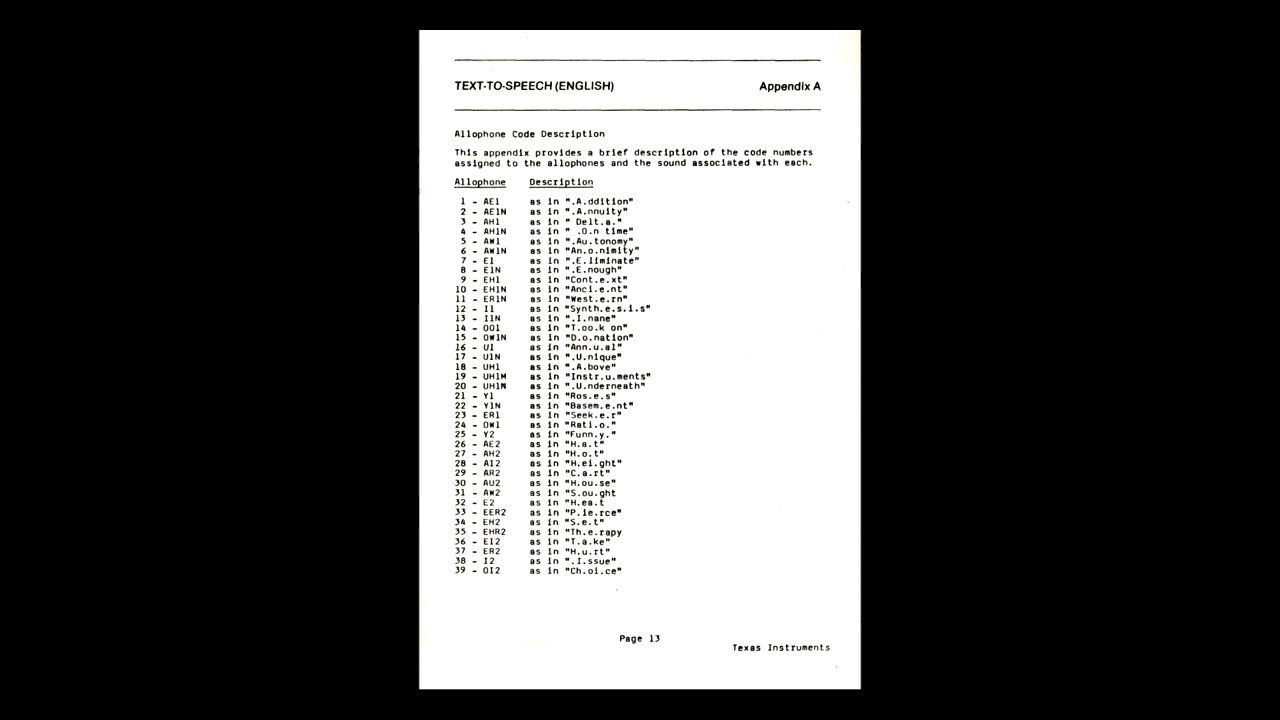 TEXT-TO-SPEECH (ENGLISH) Appendix A
Allophone Code Description
This appendix provides a brief description of the code numbers
assigned to the allophones and the sound associated with each.
Allophone Description
1 - AE1 as in ".A.ddition"
2 - AE1N as in ".A.nnuity"
3 - AH1 as in " Delt.a."
4 - AH1N as in " .O.n time"
5 - AW1 as in ".Au.tonomy"
6 - AW1N as in "An.o.nimity"
7 - E1 as in ".E.liminate"
8 - E1N as in ".E.nough"
9 - EH1 as in "Cont.e.xt"
10 - EH1N as in "Anci.e.nt"
11 - ER1N as in "West.e.rn"
12 - I1 as in "Synth.e.s.i.s"
13 - I1N as in ".I.nane"
14 - OO1 as in "T.oo.k on"
15 - OW1N as in "D.o.nation"
16 - U1 as in "Ann.u.al"
17 - U1N as in ".U.nique"
18 - UH1 as in ".A.bove"
19 - UH1M as in "Instr.u.ments"
20 - UH1N as in ".U.nderneath"
21 - Y1 as in "Ros.e.s"
22 - Y1N as in "Basem.e.nt"
23 - ER1 as in "Seek.e.r"
24 - OW1 as in "Rati.o."
25 - Y2 as in "Funn.y."
26 - AE2 as in "H.a.t"
27 - AH2 as in "H.o.t"
28 - AI2 as in "H.ei.ght"
29 - AR2 as in "C.a.rt"
30 - AU2 as in "H.ou.se"
31 - AW2 as in "S.ou.ght
32 - E2 as in "H.ea.t
33 - EER2 as in "P.ie.rce"
34 - EH2 as in "S.e.t"
35 - EHR2 as in "Th.e.rapy
36 - EI2 as in "T.a.ke"
37 - ER2 as in "H.u.rt"
38 - I2 as in ".I.ssue"
39 - OI2 as in "Ch.oi.ce"
Page 13
Texas Instruments